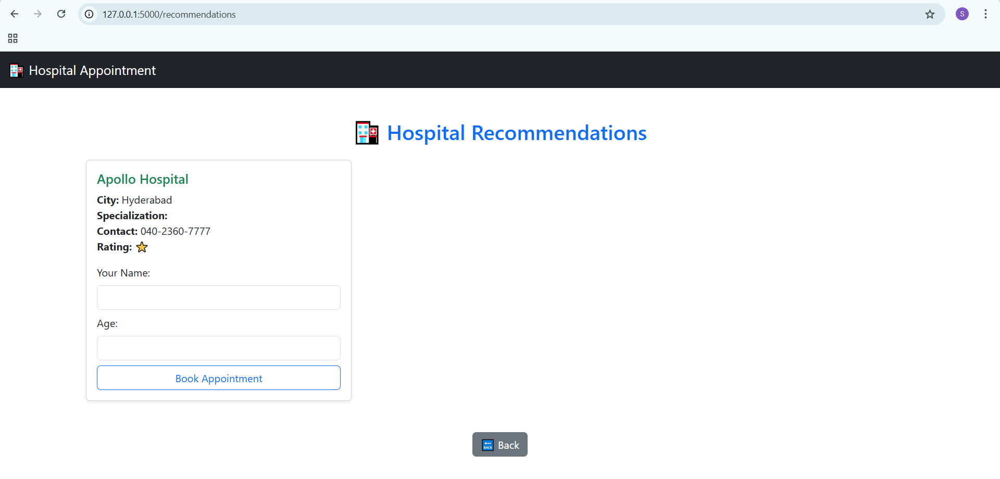 127.0.0.1:5000/recommendations
S
Hospital Appointment
Hospital Recommendations
Apollo Hospital
City: Hyderabad
Specialization:
Contact: 040-2360-7777
Rating: ⭐
Your Name:
Age:
Book Appointment
BACK Back